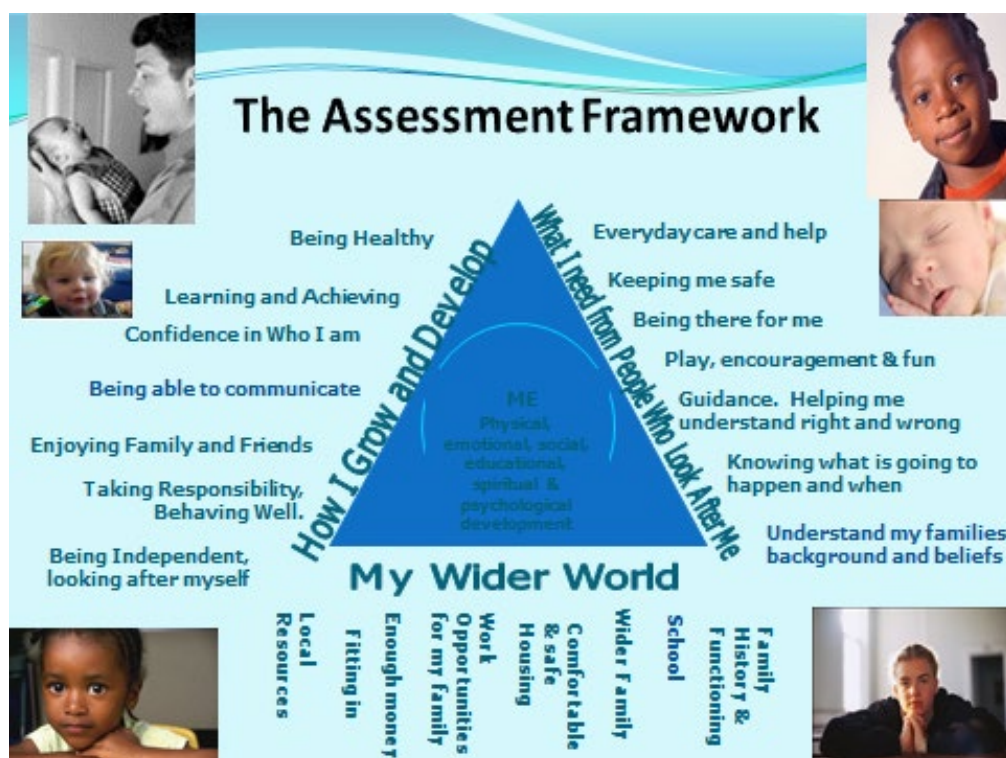 The Assessment Framework
Being Healthy
Learning and Achieving
Confidence in Who I am
Being able to communicate
Enjoying Family and Friends
Taking Responsibility,
Behaving Well.
Being Independent,
looking after myself
How I Grow and Develop
ME
Physical,
emotional, social,
educational,
spiritual &
psychological
development
What I need from People Who Look After Me
Everyday care and help
Keeping me safe
Being there for me
Play, encouragement & fun
Guidance. Helping me
understand right and wrong
Knowing what is going to
happen and when
Understand my families
background and beliefs
My Wider World
Local
Resources
Fitting in
Enough money
Work
Opportunities
for my family
Comfortable
& safe
Housing
Wider Family
School
Family
History &
Functioning